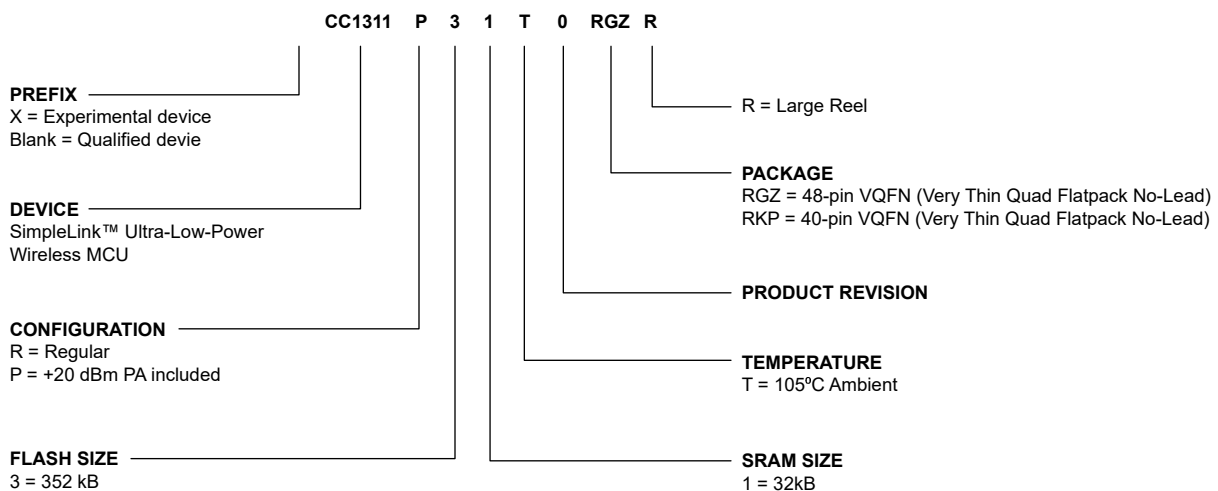 CC1311 P 3 1 T 0 RGZ R
PREFIX
X = Experimental device
Blank = Qualified devie
DEVICE
SimpleLink™ Ultra-Low-Power
Wireless MCU
CONFIGURATION
R = Regular
P = +20 dBm PA included
FLASH SIZE
3 = 352 kB
R = Large Reel
PACKAGE
RGZ = 48-pin VQFN (Very Thin Quad Flatpack No-Lead)
RKP = 40-pin VQFN (Very Thin Quad Flatpack No-Lead)
PRODUCT REVISION
TEMPERATURE
T = 105ºC Ambient
SRAM SIZE
1 = 32kB